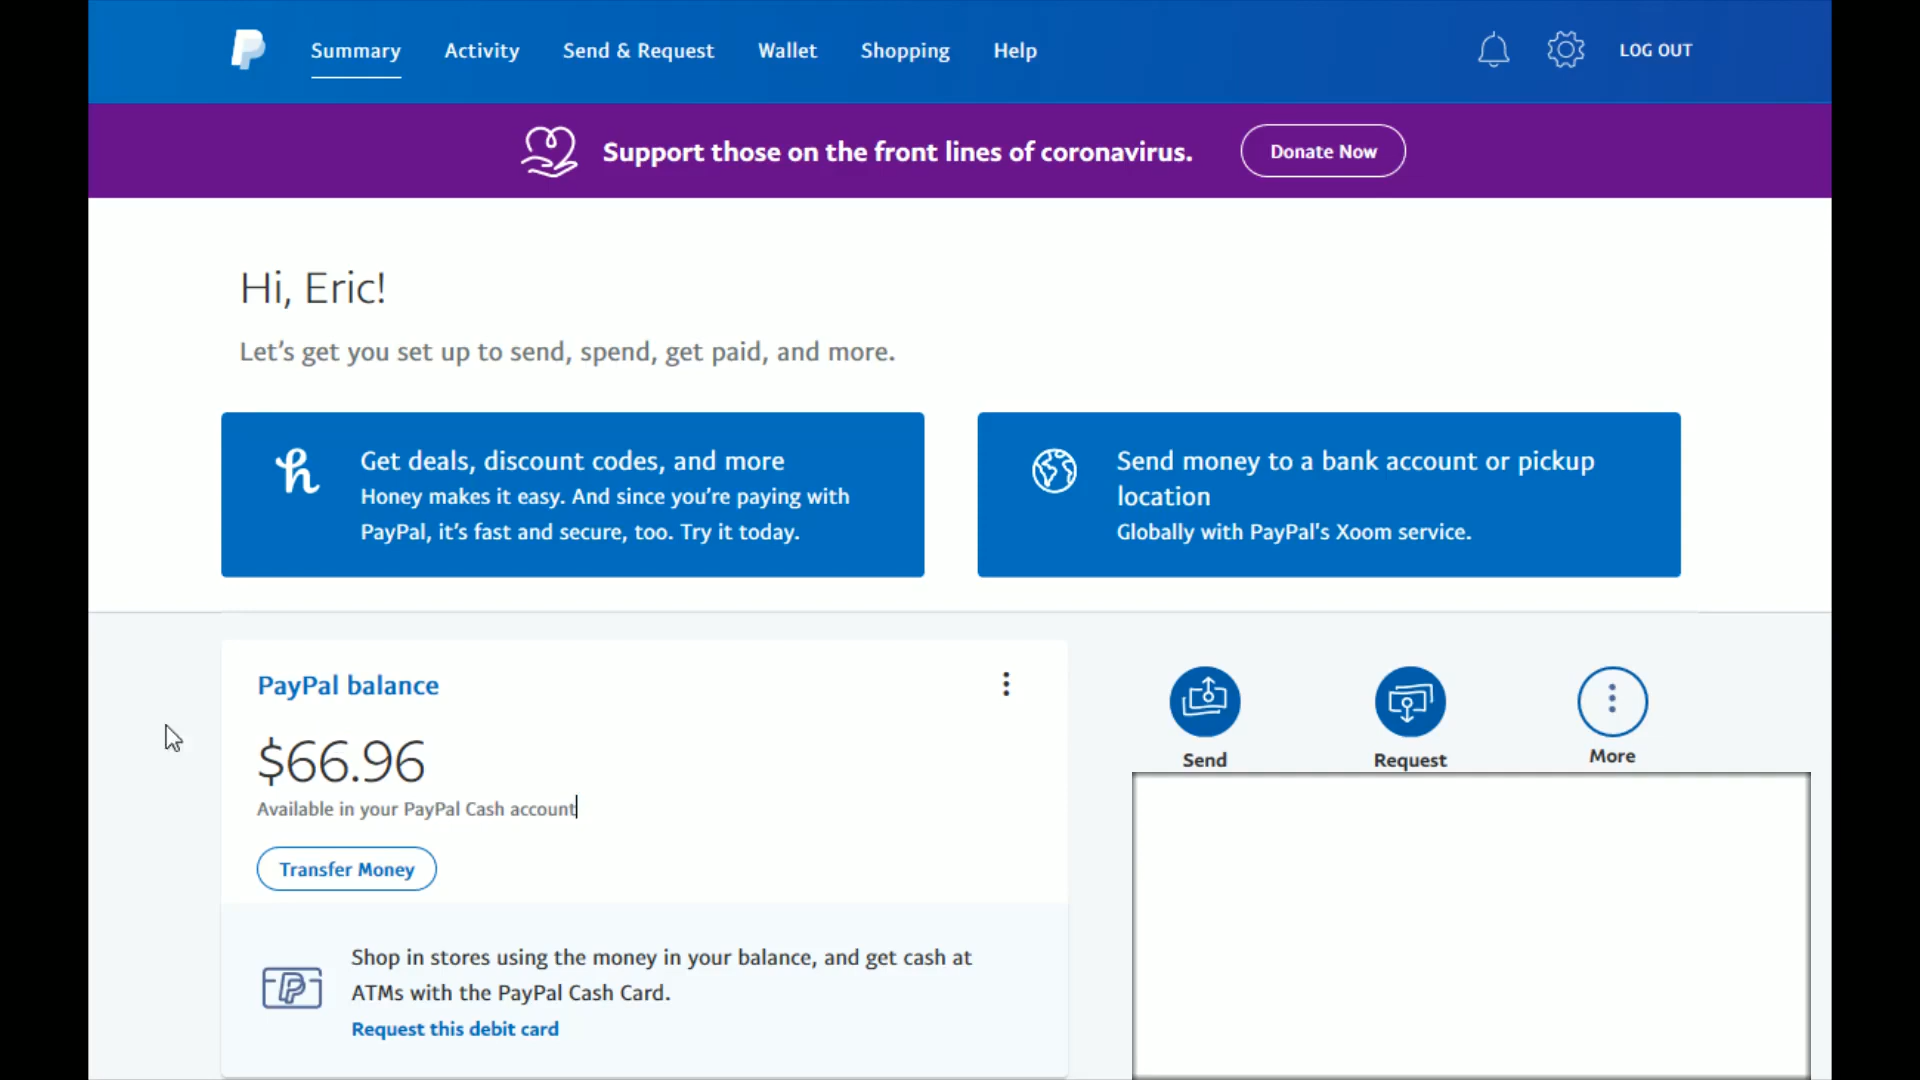 Summary Activity Send & Request Wallet Shopping Help LOG OUT
Support those on the front lines of coronavirus. Donate Now
Hi, Eric!
Let's get you set up to send, spend, get paid, and more.
Get deals, discount codes, and more
Honey makes it easy. And since you're paying with
PayPal, it's fast and secure, too. Try it today.
Send money to a bank account or pickup
location
Globally with PayPal's Xoom service.
PayPal balance
$66.96
Available in your PayPal Cash account
Transfer Money
Shop in stores using the money in your balance, and get cash at
ATMs with the PayPal Cash Card.
Request this debit card
Send Request More